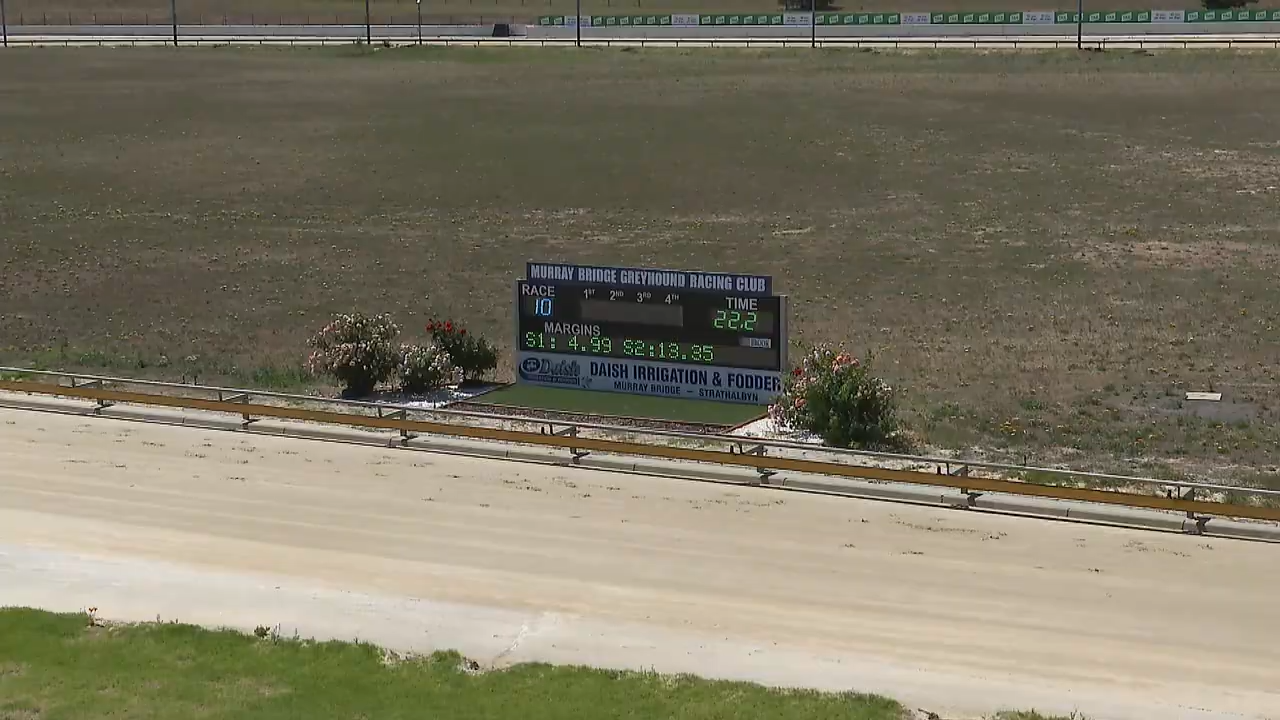 MURRAY BRIDGE GREYHOUND RACING CLUB
RACE 1ST 2ND 3RD 4TH TIME
10 22.2
MARGINS
S1: 4.99 S2:13.35
Daish DAISH IRRIGATION & FODDER
MURRAY BRIDGE – STRATHALBYN